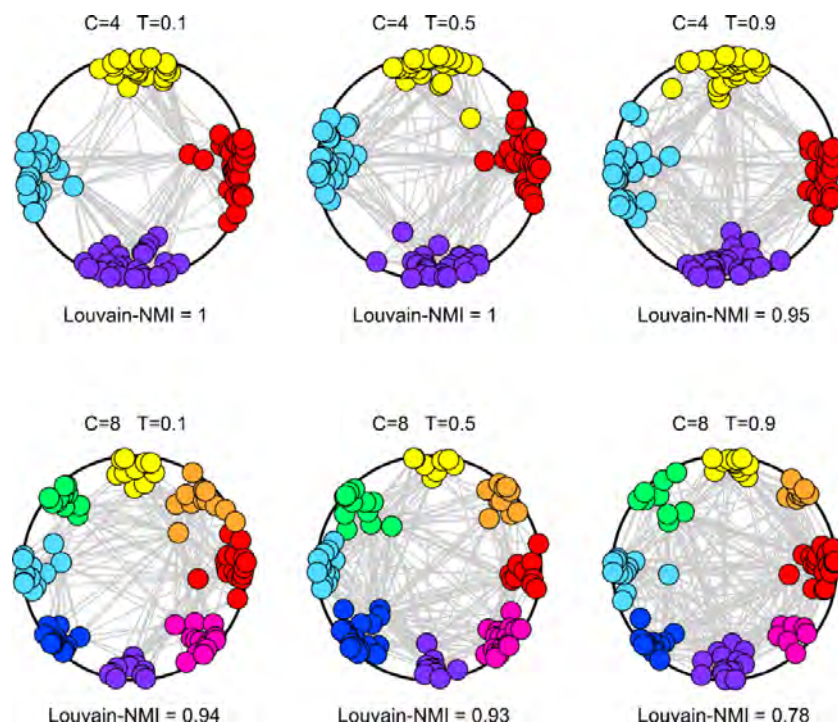 C=4 T=0.1
C=4 T=0.5
C=4 T=0.9
Louvain-NMI = 1
Louvain-NMI = 1
Louvain-NMI = 0.95
C=8 T=0.1
C=8 T=0.5
C=8 T=0.9
Louvain-NMI = 0.94
Louvain-NMI = 0.93
Louvain-NMI = 0.78